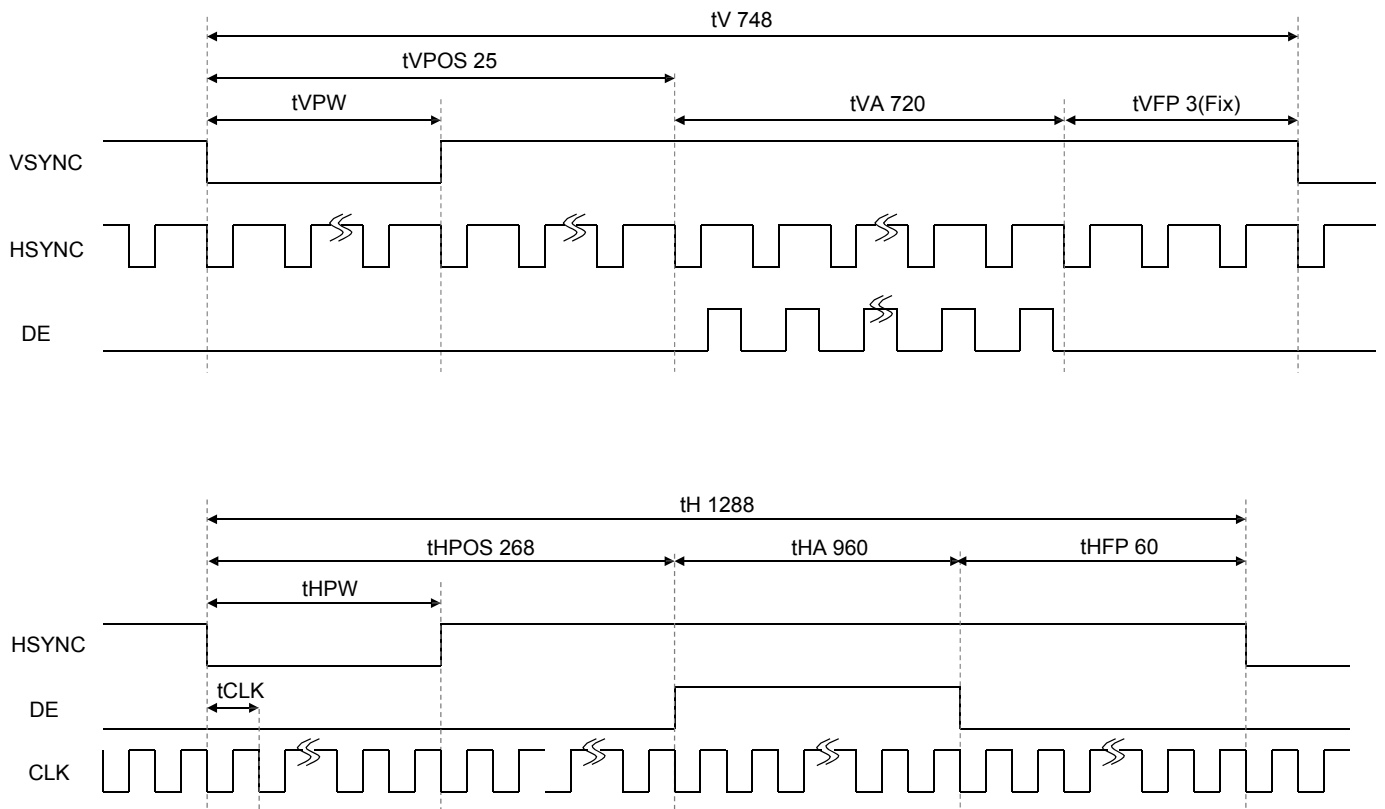 tV 748
tVPOS 25
tVPW
tVA 720
tVFP 3(Fix)
VSYNC
HSYNC
DE
tH 1288
tHPOS 268
tHA 960
tHFP 60
tHPW
HSYNC
tCLK
DE
CLK